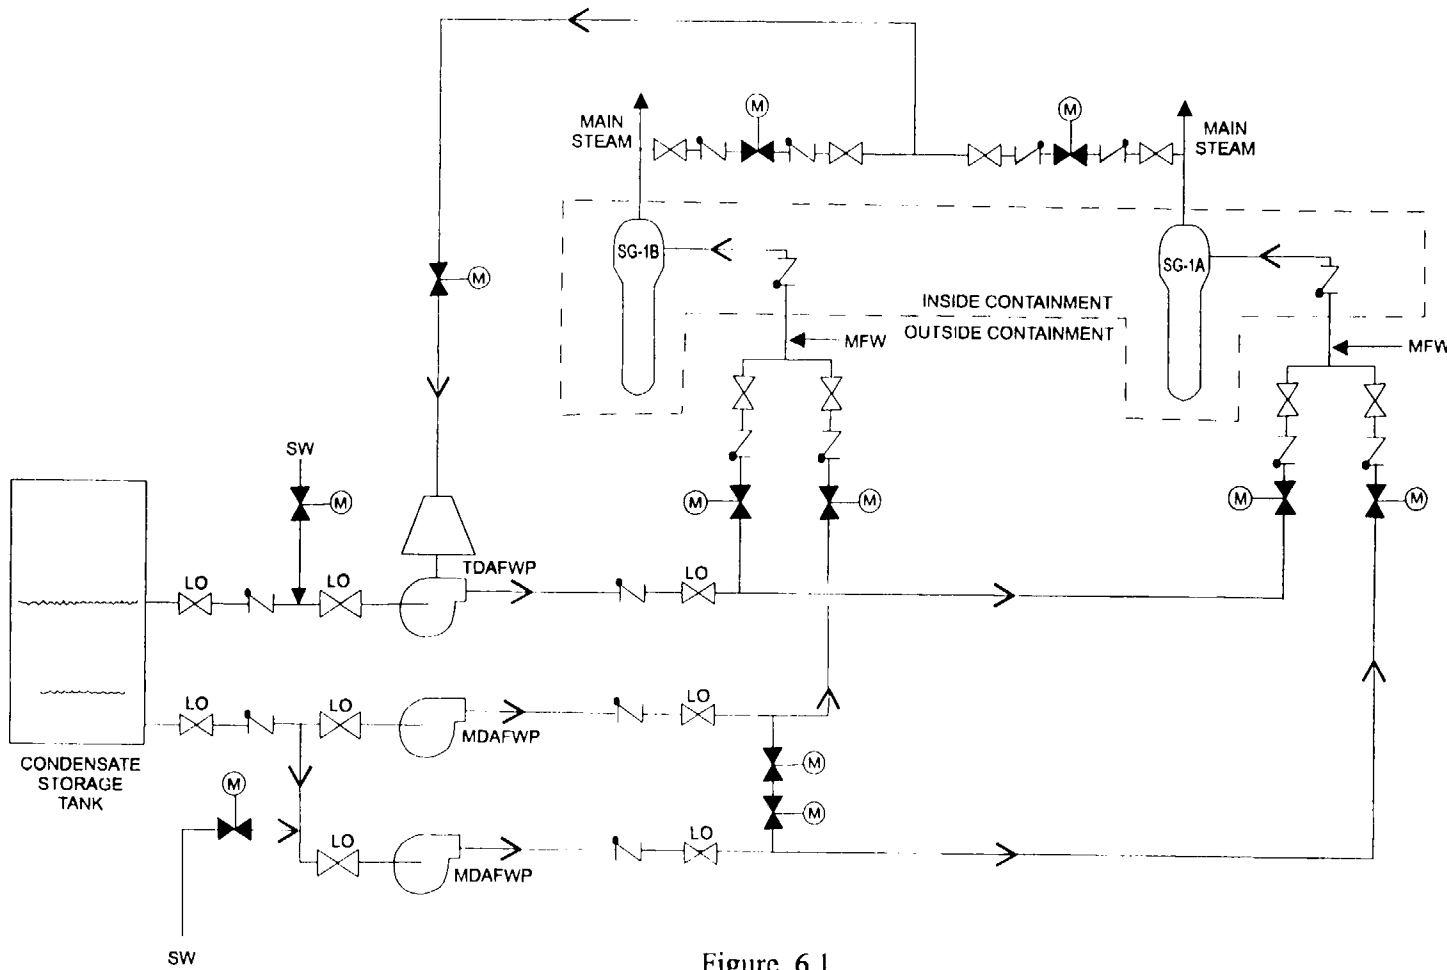 M
M
MAIN
STEAM
MAIN
STEAM
SG-1B
SG-1A
M
INSIDE CONTAINMENT
OUTSIDE CONTAINMENT
MFW
MFW
SW
M
M
M
M
M
LO
LO
TDAFWP
LO
LO
LO
MDAFWP
LO
CONDENSATE
STORAGE
TANK
M
M
M
LO
MDAFWP
LO
SW
Figure 6.1